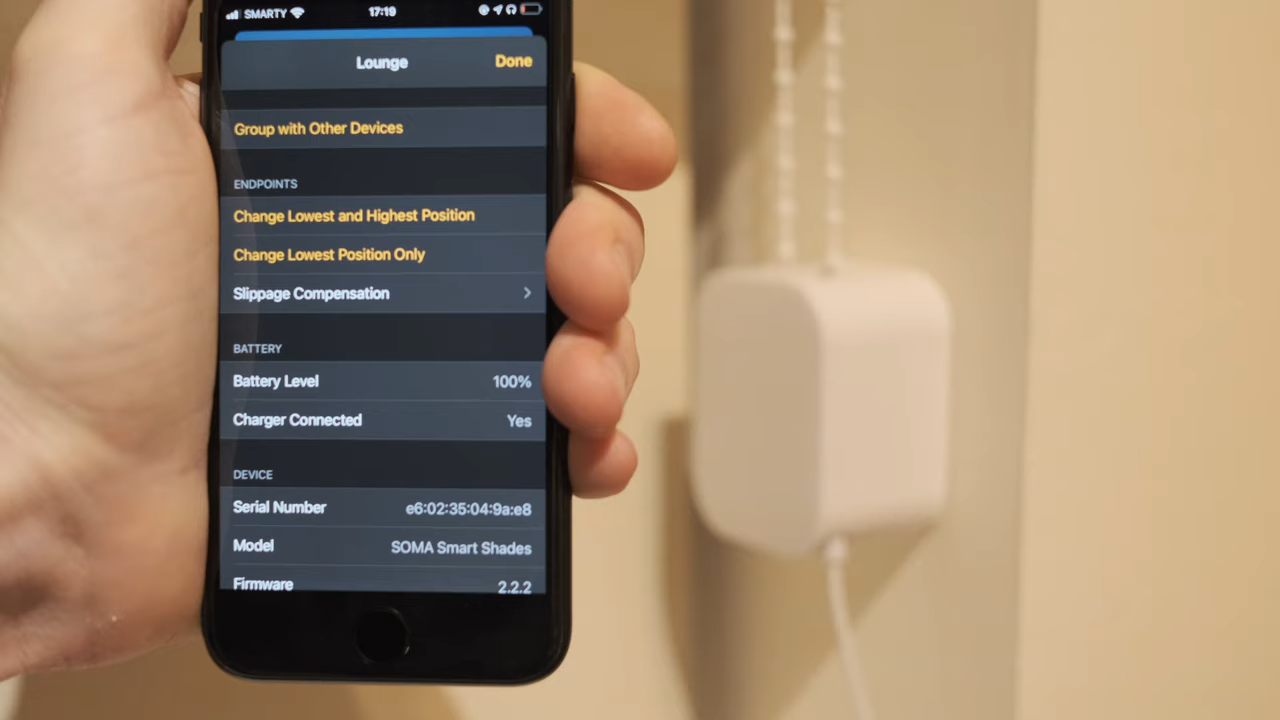 SMARTY 17:19
Lounge Done
Group with Other Devices
ENDPOINTS
Change Lowest and Highest Position
Change Lowest Position Only
Slippage Compensation
BATTERY
Battery Level 100%
Charger Connected Yes
DEVICE
Serial Number e6:02:35:04:9a:e8
Model SOMA Smart Shades
Firmware 2.2.2